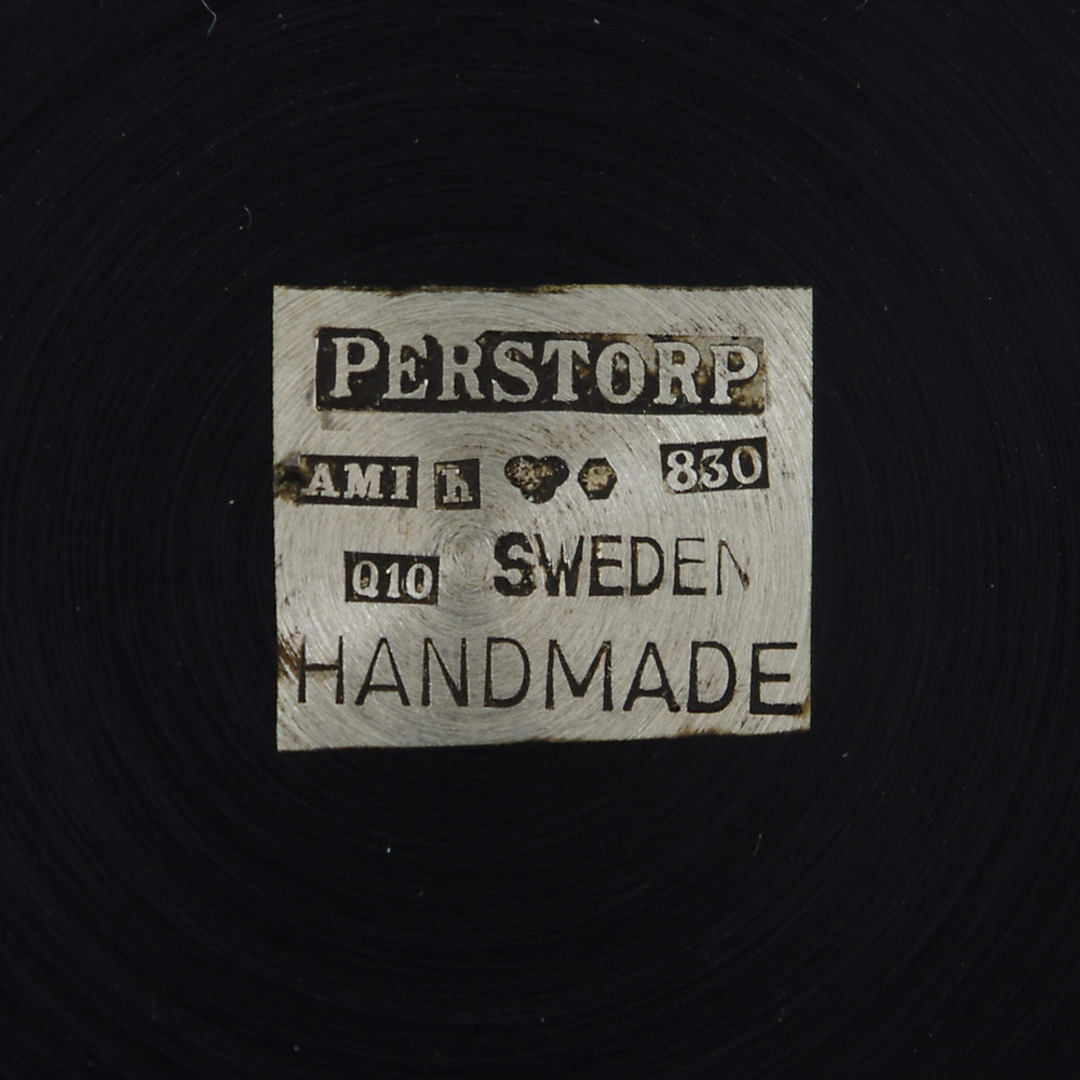 PERSTORP
AMI h 830
Q10 SWEDEN
HANDMADE